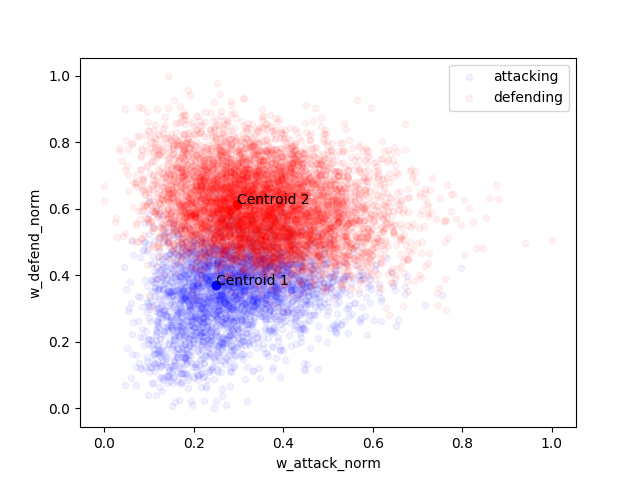 attacking
defending
1.0
0.8
0.6
0.4
0.2
0.0
w_defend_norm
Centroid 2
Centroid 1
0.0 0.2 0.4 0.6 0.8 1.0
w_attack_norm